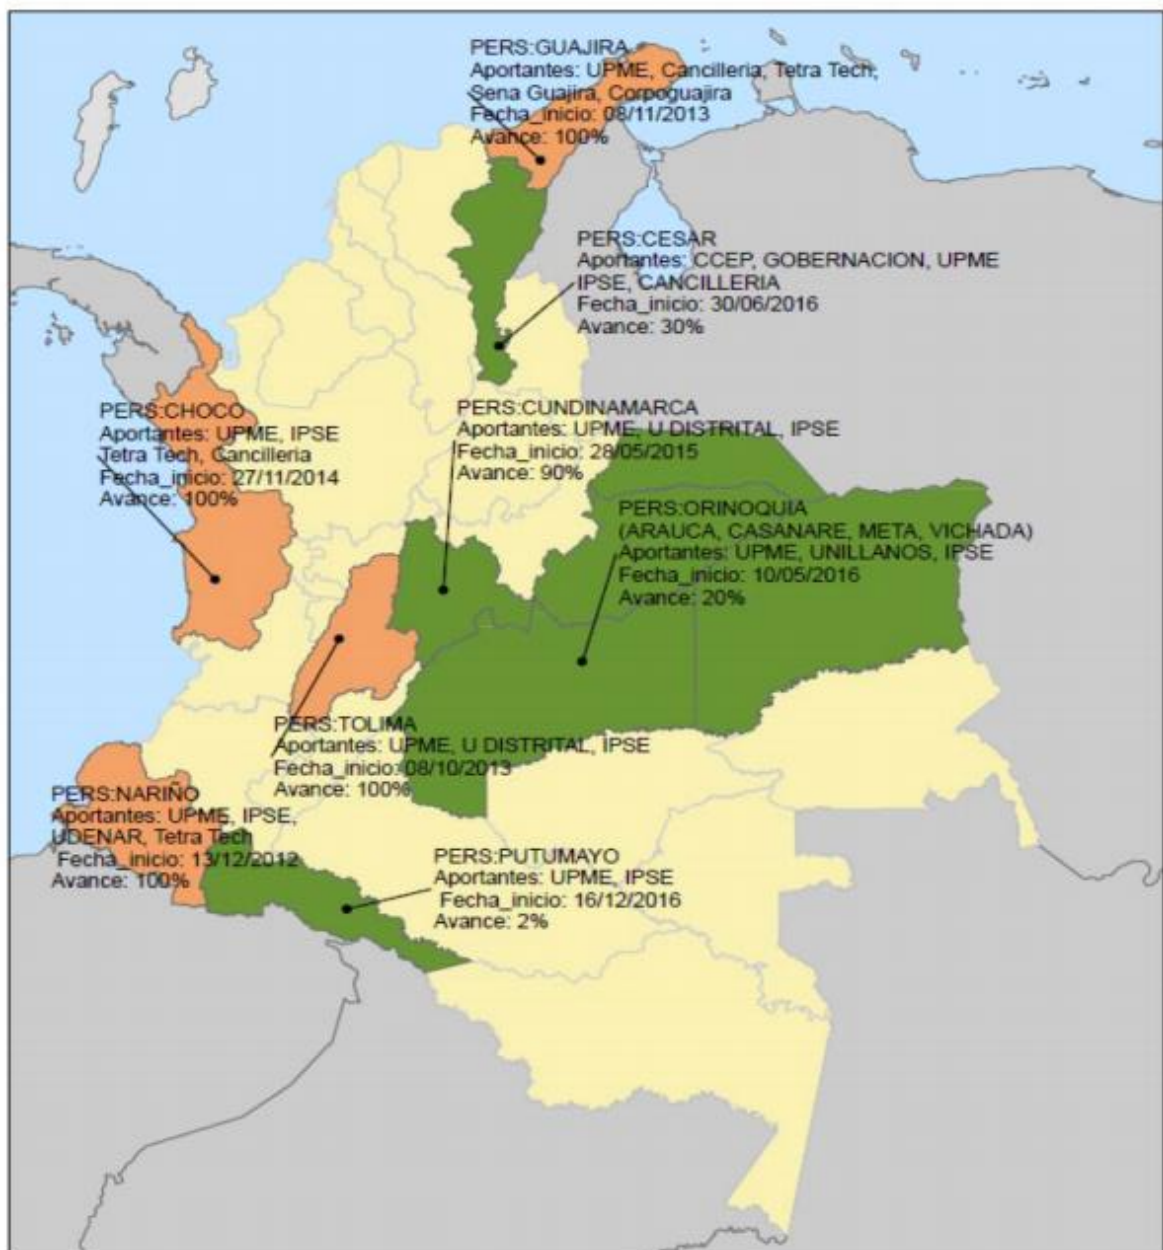 PERS:GUAJIRA
Aportantes: UPME, Cancilleria, Tetra Tech,
Sena Guajira, Corpoguajira
Fecha_inicio: 08/11/2013
Avance: 100%
PERS:CESAR
Aportantes: CCEP, GOBERNACION, UPME
IPSE, CANCILLERIA
Fecha_inicio: 30/06/2016
Avance: 30%
PERS:CHOCO
Aportantes: UPME, IPSE
Tetra Tech, Cancilleria
Fecha_inicio: 27/11/2014
Avance: 100%
PERS:CUNDINAMARCA
Aportantes: UPME, U DISTRITAL, IPSE
Fecha_inicio: 28/05/2015
Avance: 90%
PERS:ORINOQUIA
(ARAUCA, CASANARE, META, VICHADA)
Aportantes: UPME, UNILLANOS, IPSE
Fecha_inicio: 10/05/2016
Avance: 20%
PERS:TOLIMA
Aportantes: UPME, U DISTRITAL, IPSE
Fecha_inicio: 08/10/2013
Avance: 100%
PERS:NARIÑO
Aportantes: UPME, IPSE,
UDENAR, Tetra Tech
Fecha_inicio: 13/12/2012
Avance: 100%
PERS:PUTUMAYO
Aportantes: UPME, IPSE
Fecha_inicio: 16/12/2016
Avance: 2%